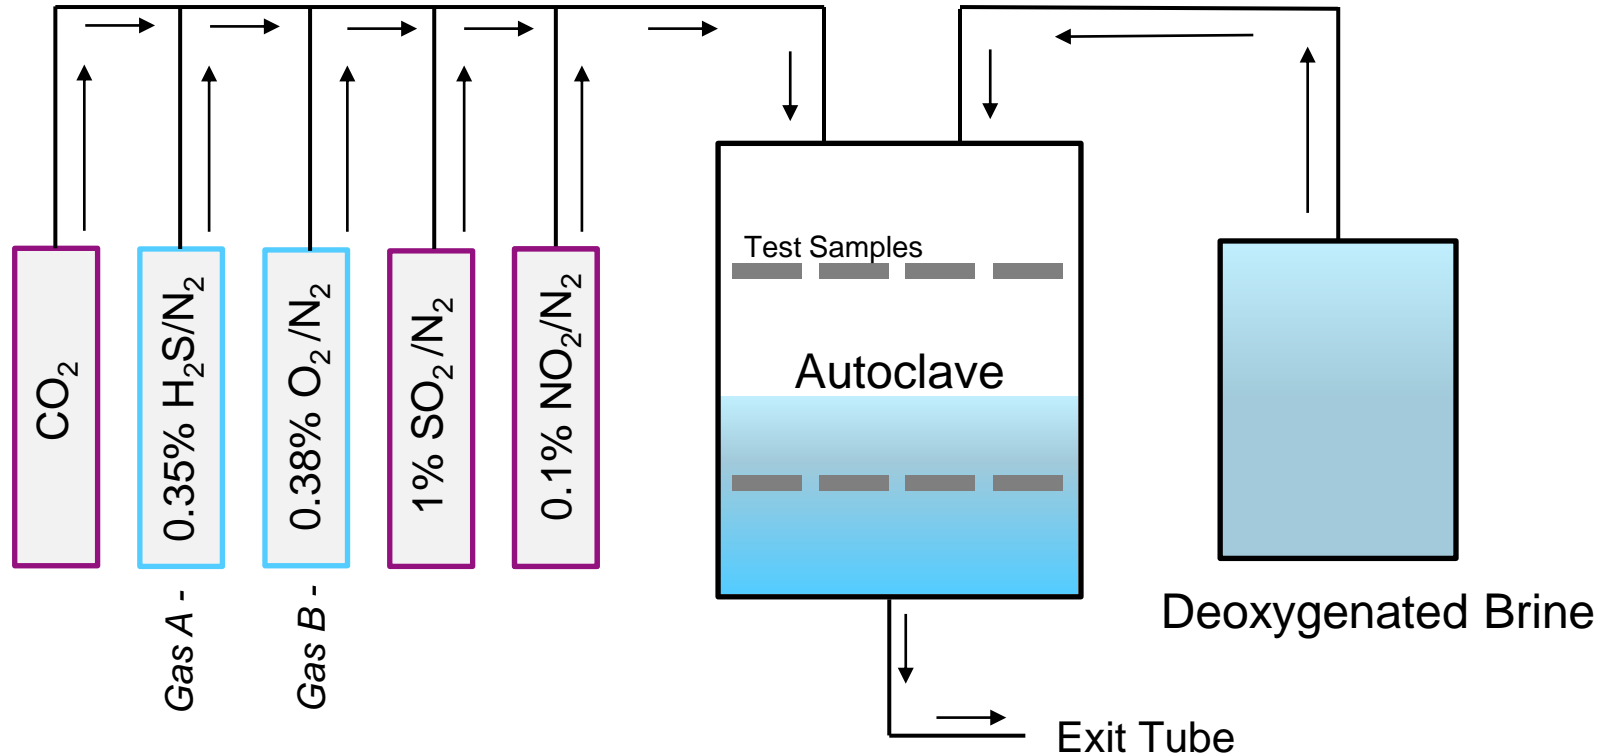 CO₂
0.35% H₂S/N₂
0.38% O₂/N₂
1% SO₂/N₂
0.1% NO₂/N₂
Gas A -
Gas B -
Test Samples
Autoclave
Deoxygenated Brine
Exit Tube